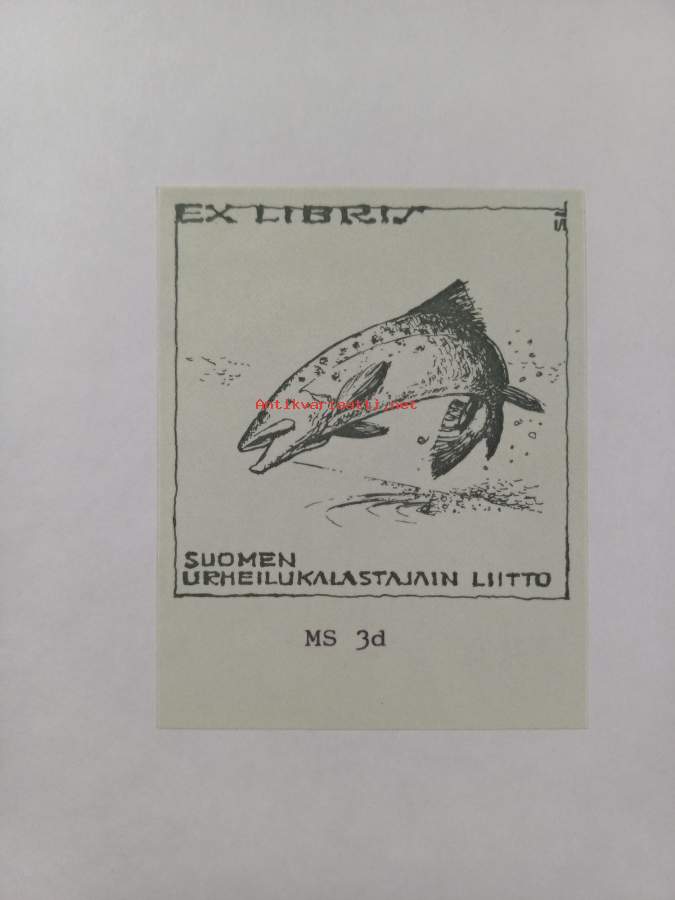 EX LIBRIS
SL
Antikvariaatti.net
SUOMEN
URHEILUKALASTAJAIN LIITTO
MS 3d